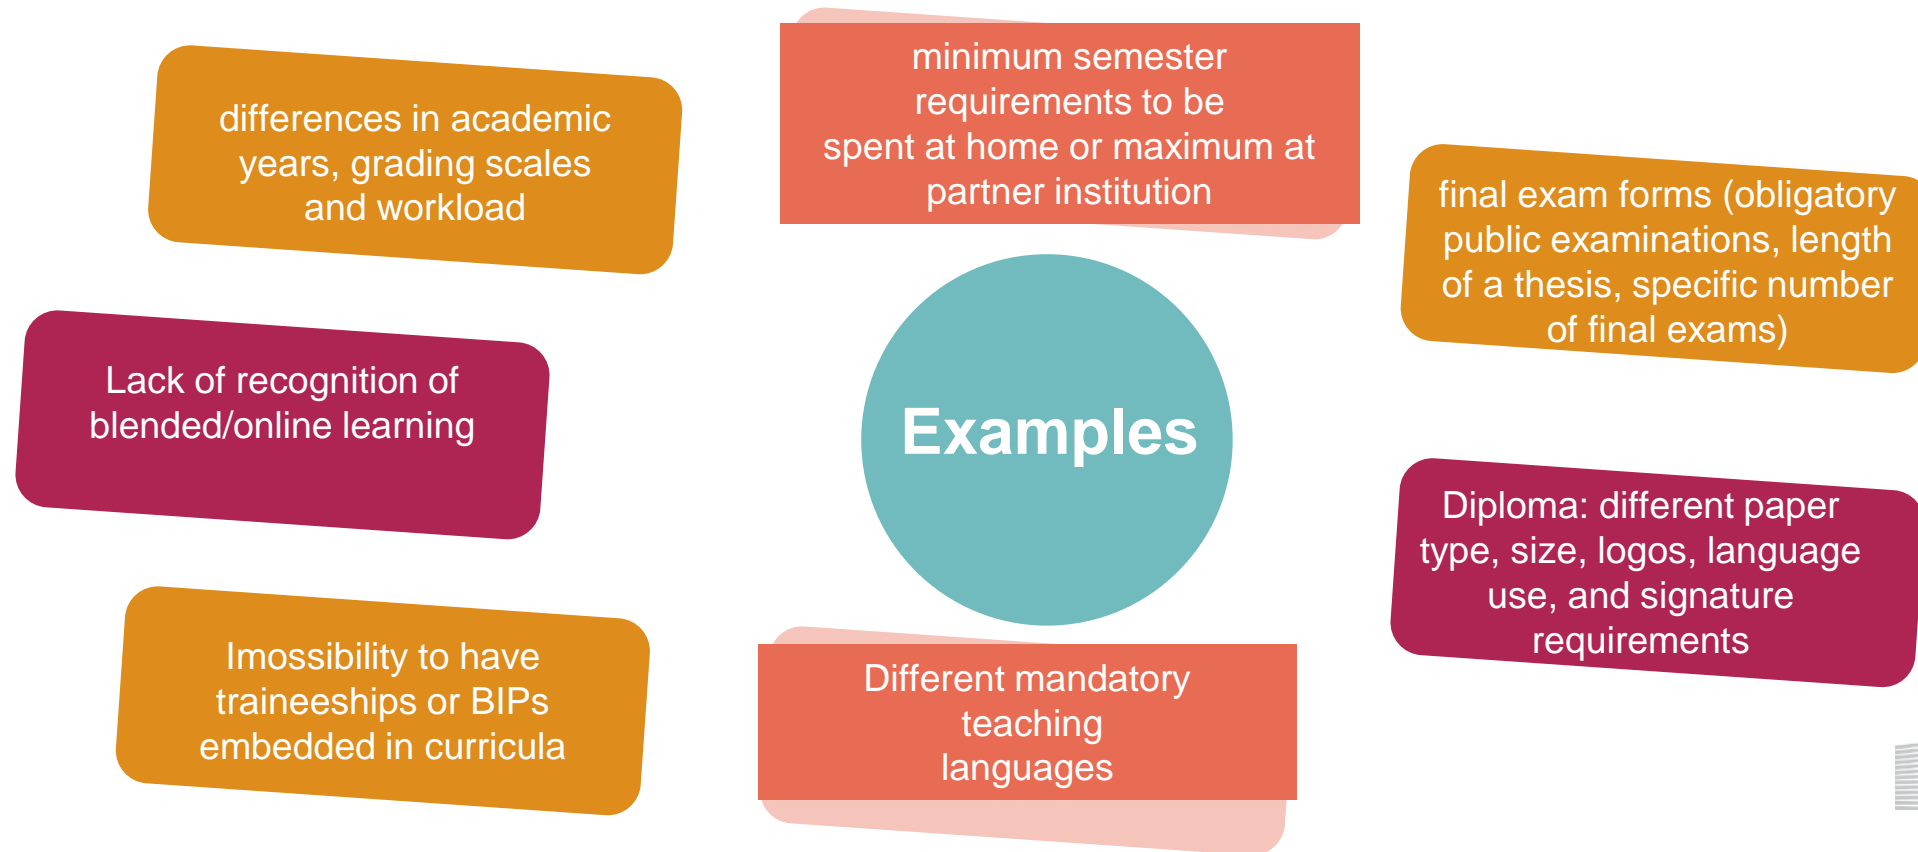 differences in academic
years, grading scales
and workload
minimum semester
requirements to be
spent at home or maximum at
partner institution
final exam forms (obligatory
public examinations, length
of a thesis, specific number
of final exams)
Lack of recognition of
blended/online learning
Examples
Diploma: different paper
type, size, logos, language
use, and signature
requirements
Imossibility to have
traineeships or BIPs
embedded in curricula
Different mandatory
teaching
languages